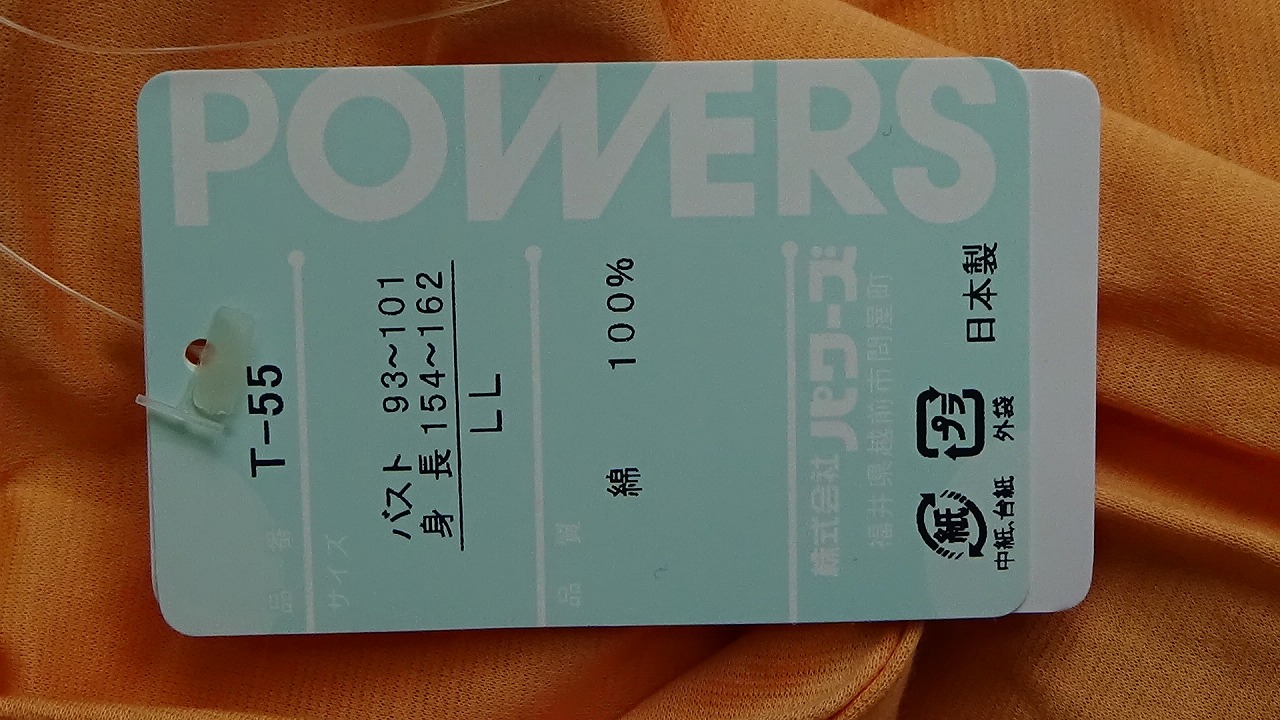 POWERS
品 番
T-55
サイズ
バスト 93~101
身 長 154~162
LL
品 質
綿 100%
株式会社 パワーズ
福井県越前市問屋町
紙
中紙、台紙
プラ
外袋
日本製